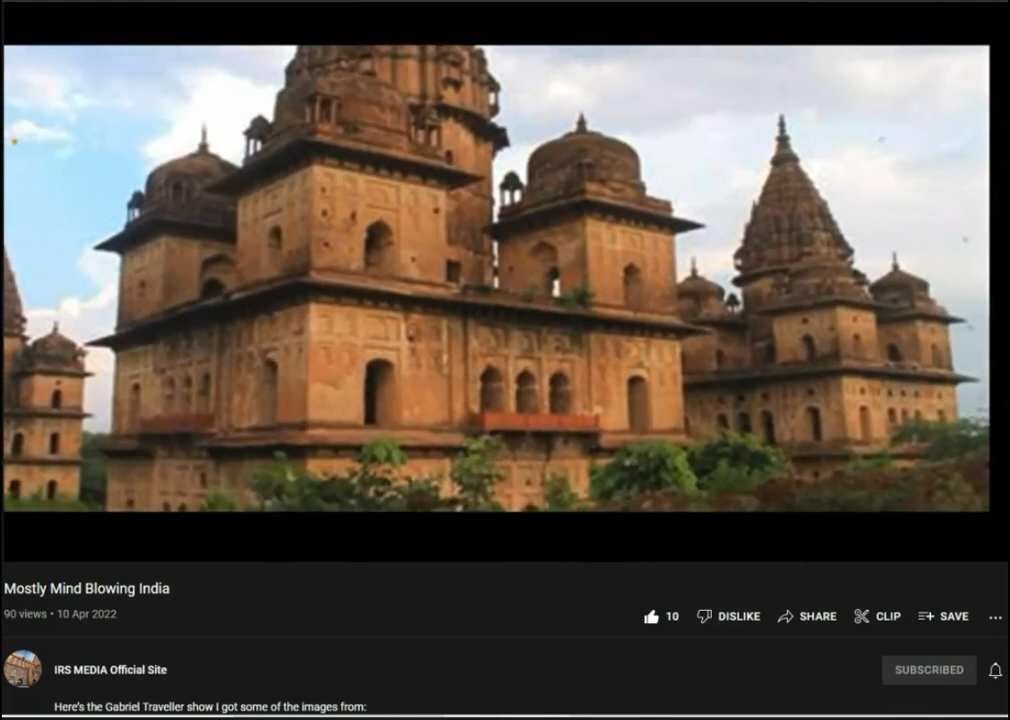 Mostly Mind Blowing India
90 views • 10 Apr 2022
10 DISLIKE SHARE CLIP SAVE ...
IRS MEDIA Official Site
SUBSCRIBED
Here's the Gabriel Traveller show I got some of the images from: